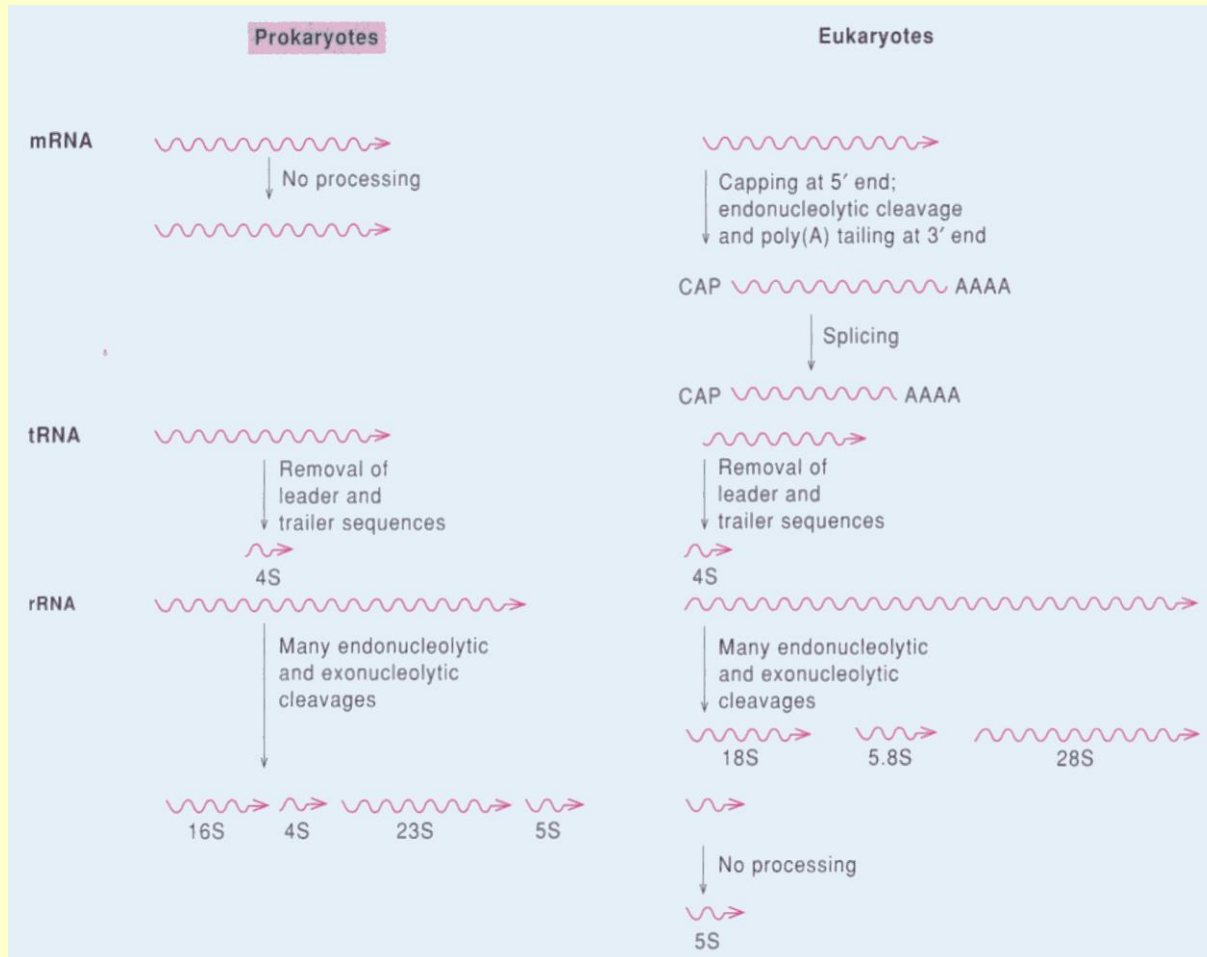 Prokaryotes
Eukaryotes
mRNA
No processing
Capping at 5′ end;
endonucleolytic cleavage
and poly(A) tailing at 3′ end
CAP AAAA
Splicing
CAP AAAA
tRNA
Removal of
leader and
trailer sequences
4S
Removal of
leader and
trailer sequences
4S
rRNA
Many endonucleolytic
and exonucleolytic
cleavages
16S 4S 23S 5S
Many endonucleolytic
and exonucleolytic
cleavages
18S 5.8S 28S
No processing
5S